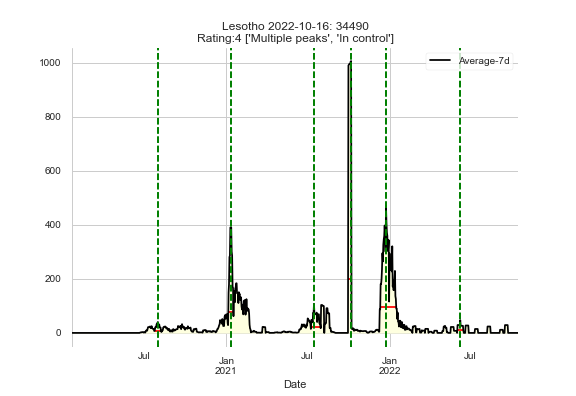 Lesotho 2022-10-16: 34490
Rating:4 ['Multiple peaks', 'In control']
Average-7d
1000
800
600
400
200
0
Jul
Jan
2021
Jul
Jan
2022
Jul
Date